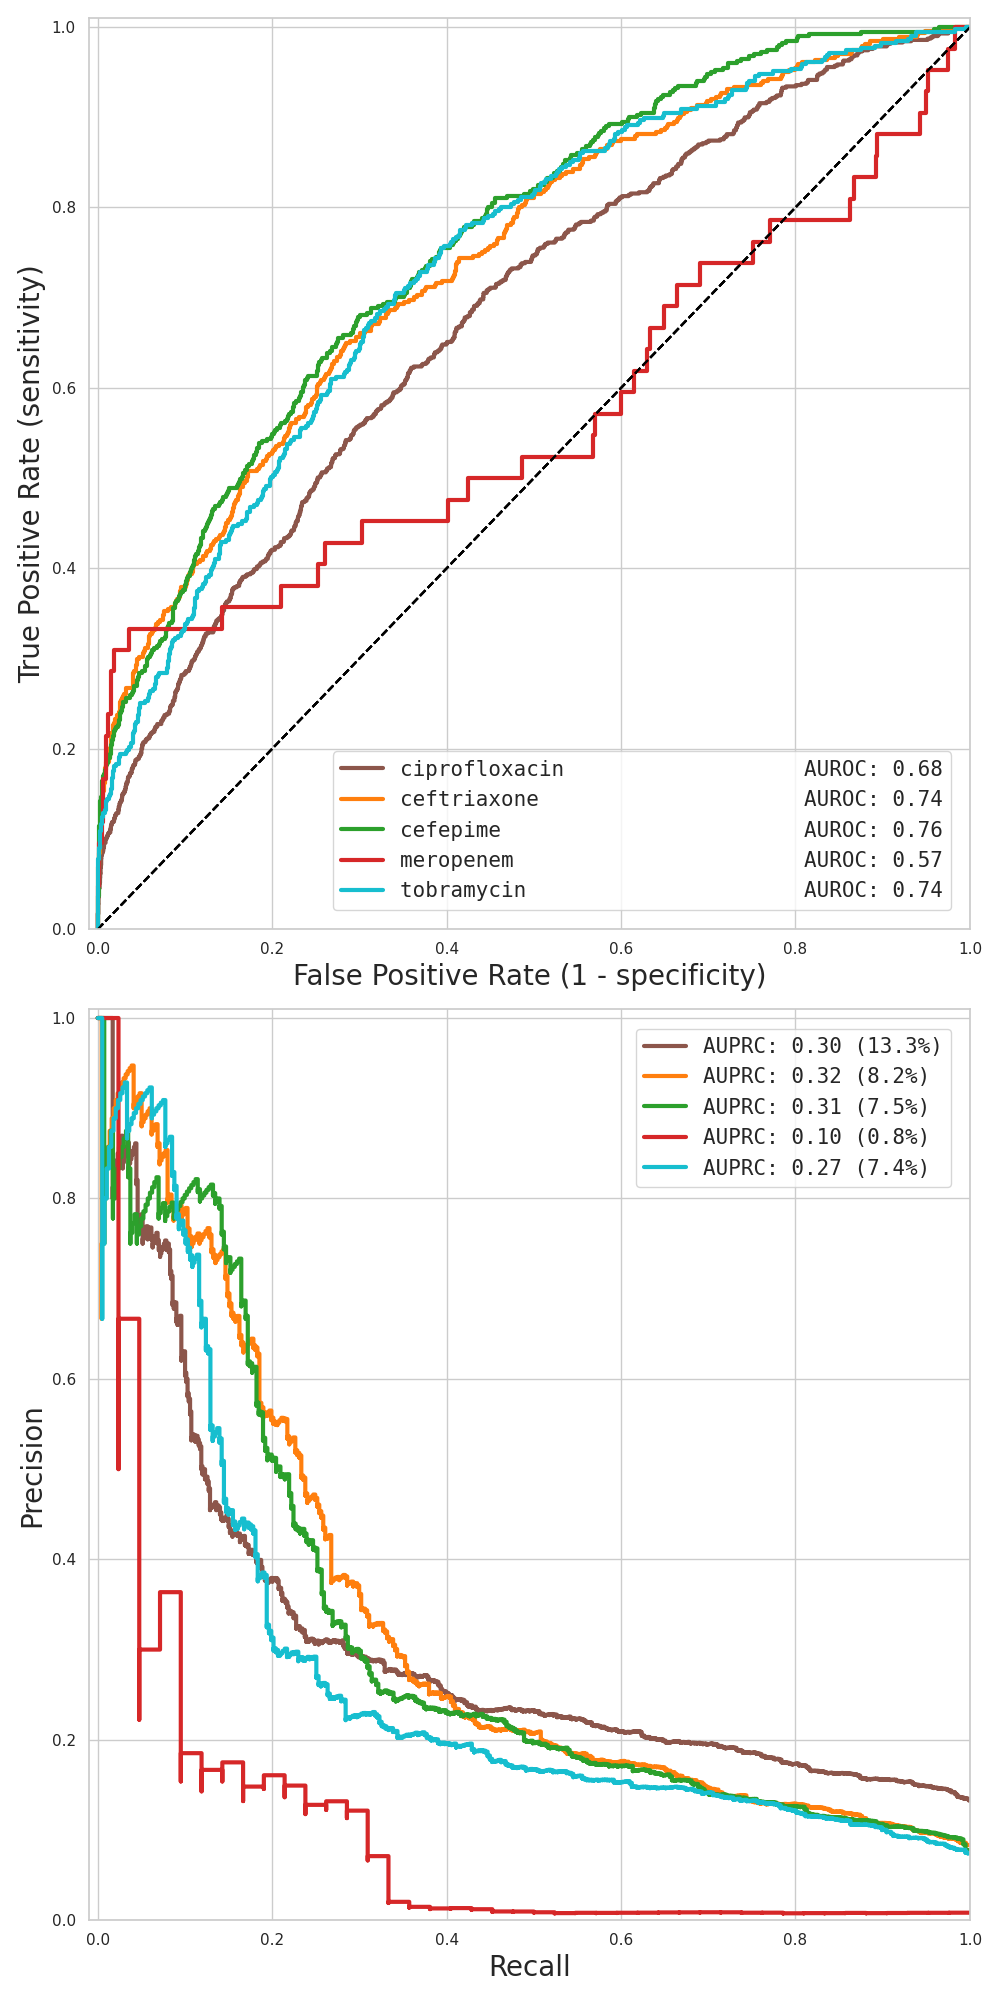 1.0
0.8
0.6
0.4
0.2
0.0
True Positive Rate (sensitivity)
ciprofloxacin AUROC: 0.68
ceftriaxone AUROC: 0.74
cefepime AUROC: 0.76
meropenem AUROC: 0.57
tobramycin AUROC: 0.74
0.0 0.2 0.4 0.6 0.8 1.0
False Positive Rate (1 - specificity)
1.0
0.8
0.6
0.4
0.2
0.0
Precision
AUPRC: 0.30 (13.3%)
AUPRC: 0.32 (8.2%)
AUPRC: 0.31 (7.5%)
AUPRC: 0.10 (0.8%)
AUPRC: 0.27 (7.4%)
0.0 0.2 0.4 0.6 0.8 1.0
Recall